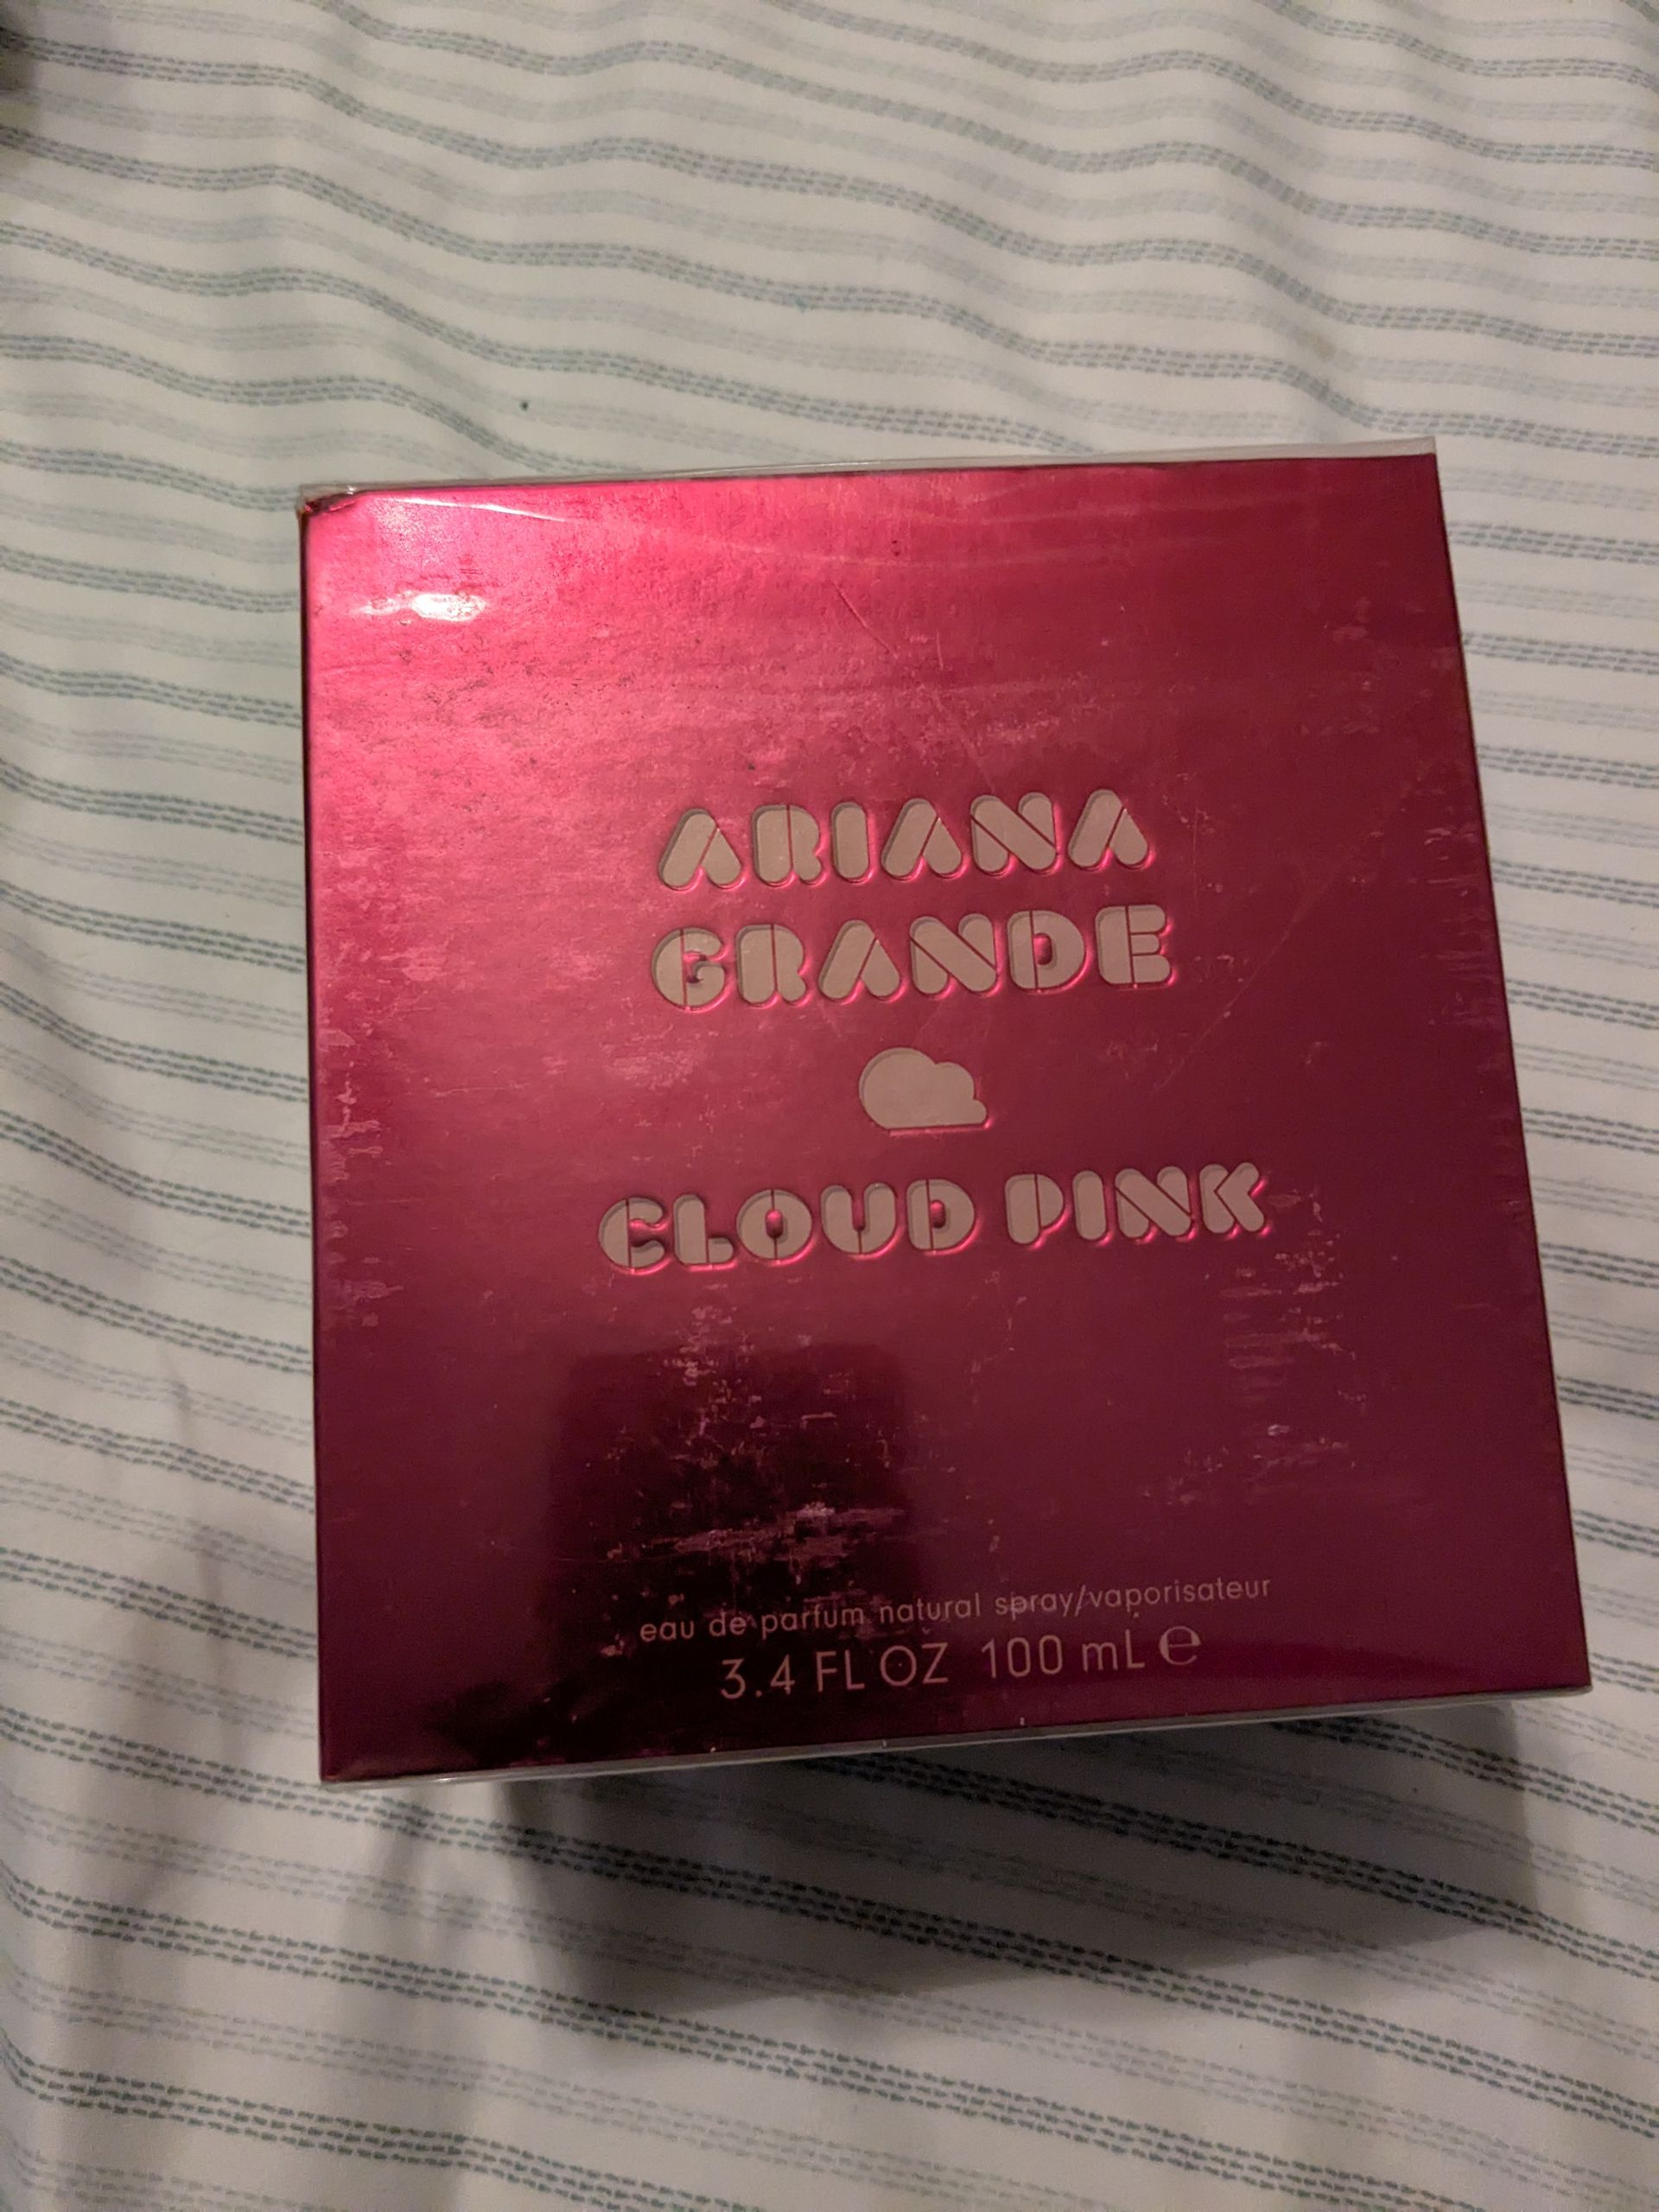 ARIANA
GRANDE
CLOUD PINK
eau de parfum natural spray/vaporisateur
3.4 FL OZ 100 mL ℮